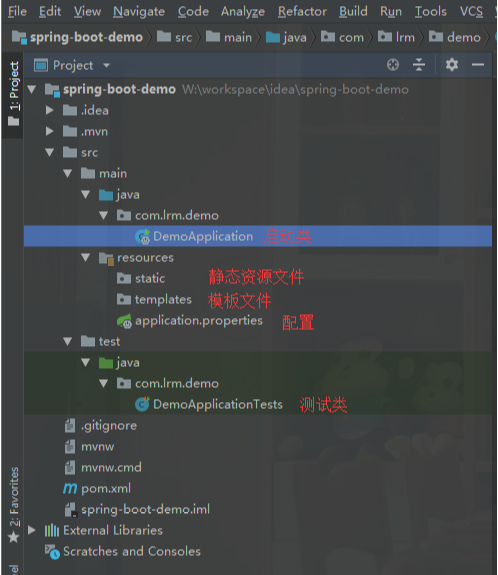 File Edit View Navigate Code Analyze Refactor Build Run Tools VCS
spring-boot-demo src main java com lrm demo
1: Project
Project
spring-boot-demo W:\workspace\idea\spring-boot-demo
.idea
.mvn
src
main
java
com.lrm.demo
DemoApplication 启动类
resources
static 静态资源文件
templates 模板文件
application.properties 配置
test
java
com.lrm.demo
DemoApplicationTests 测试类
.gitignore
mvnw
mvnw.cmd
pom.xml
spring-boot-demo.iml
2: Favorites
External Libraries
Scratches and Consoles